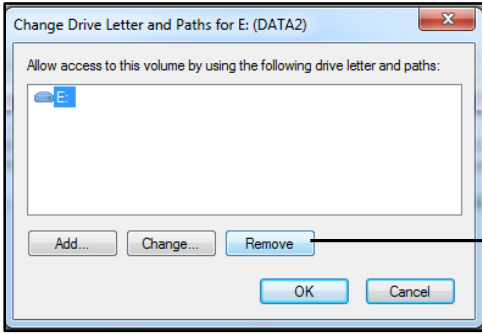 Change Drive Letter and Paths for E: (DATA2)
Allow access to this volume by using the following drive letter and paths:
E:
Add... Change... Remove
OK Cancel